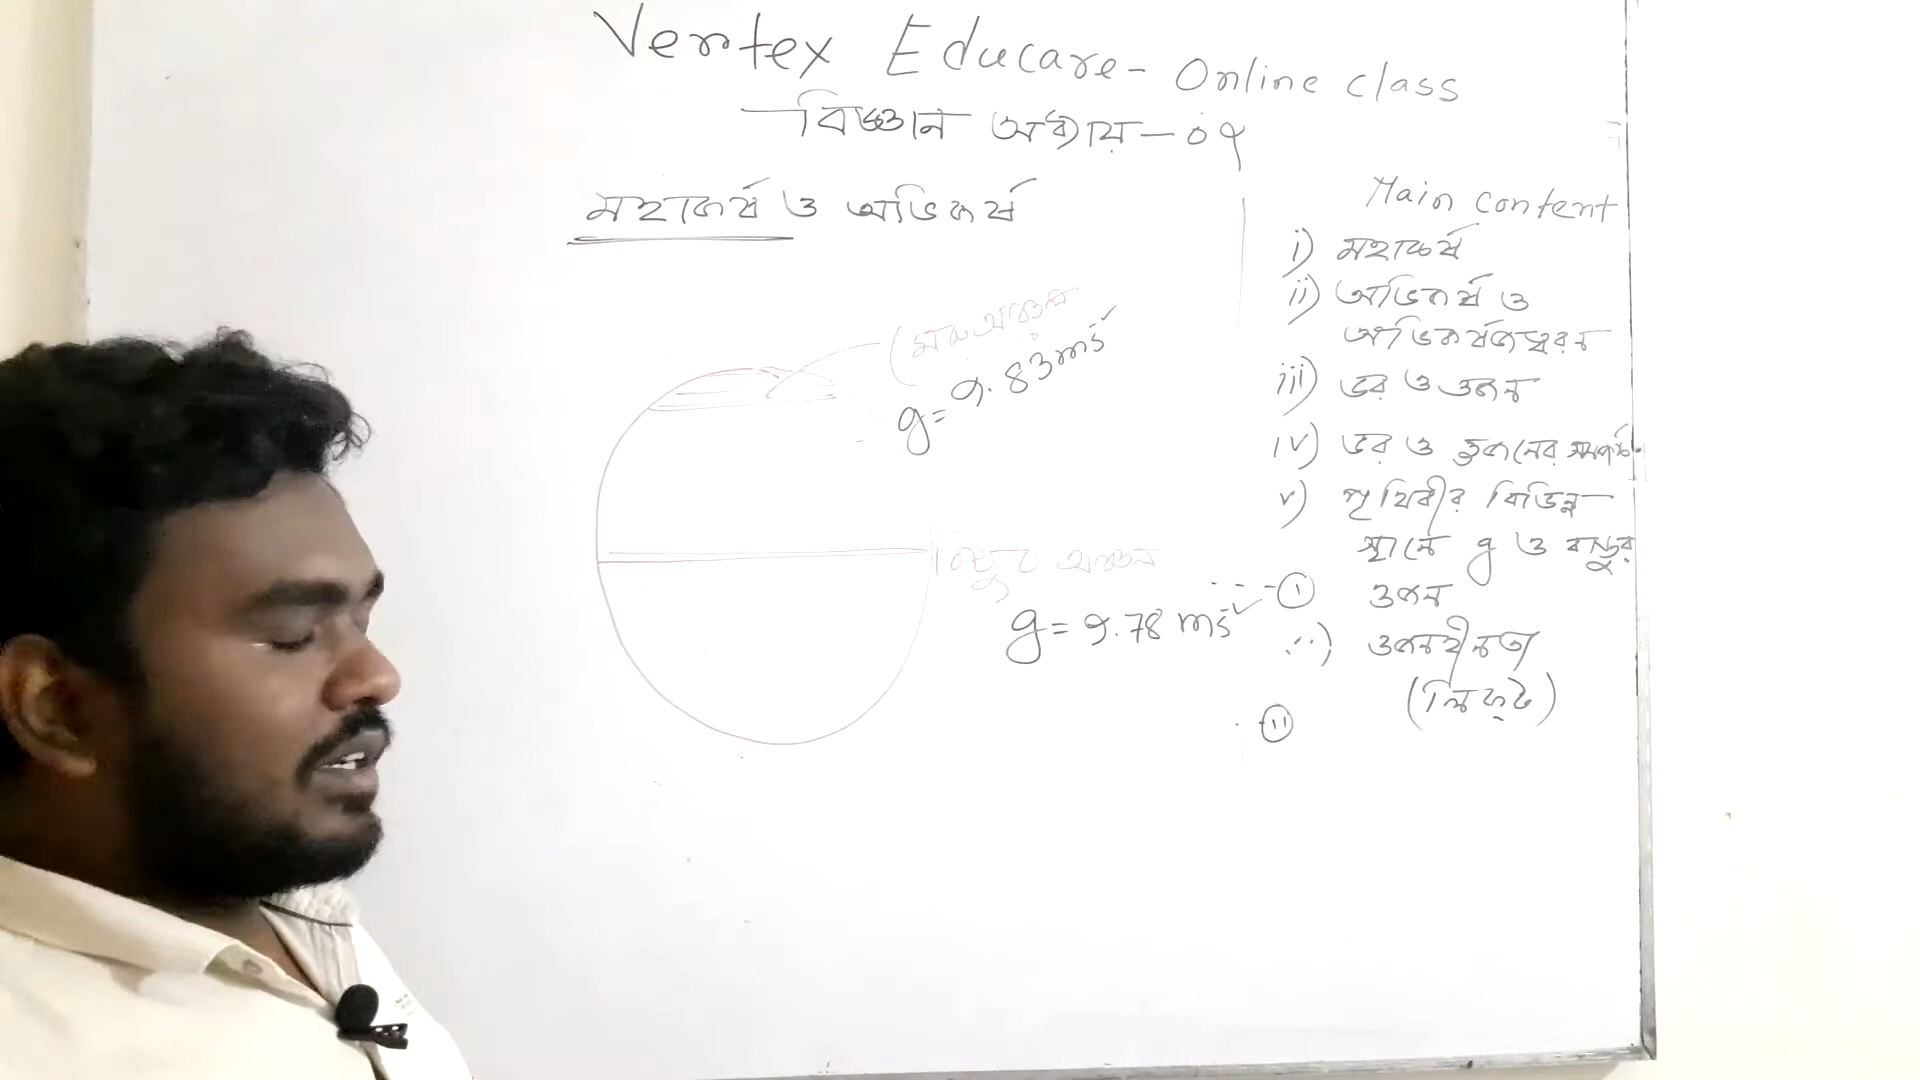 Vertex Educare - Online class
বিজ্ঞান অধ্যায় - ০৭
মহাকর্ষ ও অভিকর্ষ
(মেরু অঞ্চল
g = 9.83 ms⁻²
বিষুব অঞ্চল
g = 9.78 ms⁻²
Main content
i) মহাকর্ষ
ii) অভিকর্ষ ও
অভিকর্ষজ ত্বরণ
iii) ভর ও ওজন
iv) ভর ও ওজনের সম্পর্ক
v) পৃথিবীর বিভিন্ন
স্থানে g ও বস্তুর
ওজন
ওজনহীনতা
(লিফট)